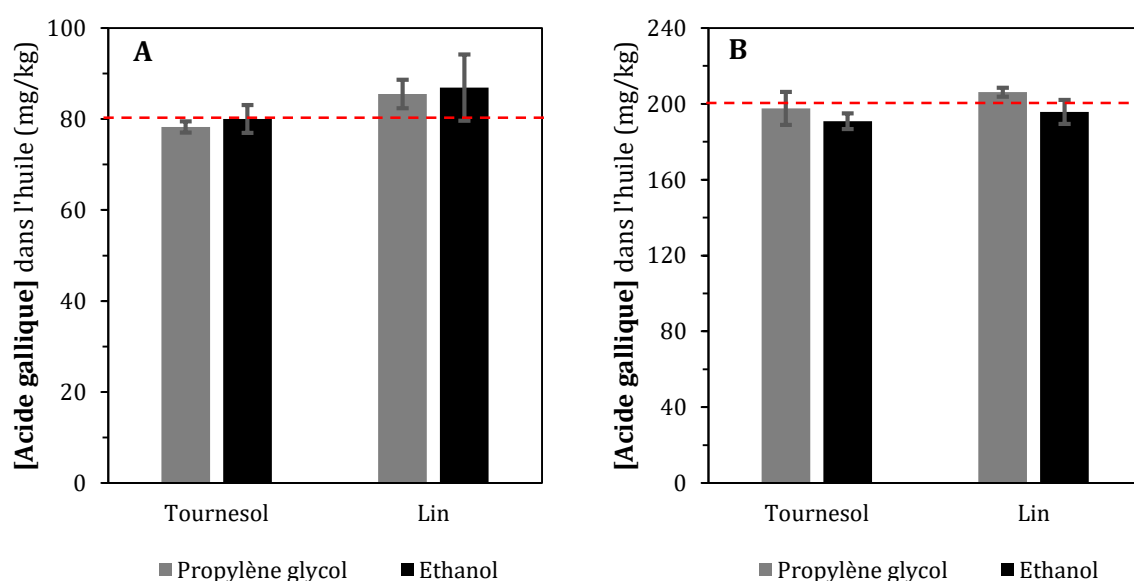 A
[Acide gallique] dans l'huile (mg/kg)
100
80
60
40
20
0
Tournesol
Lin
Propylène glycol
Ethanol
B
[Acide gallique] dans l'huile (mg/kg)
240
200
160
120
80
40
0
Tournesol
Lin
Propylène glycol
Ethanol